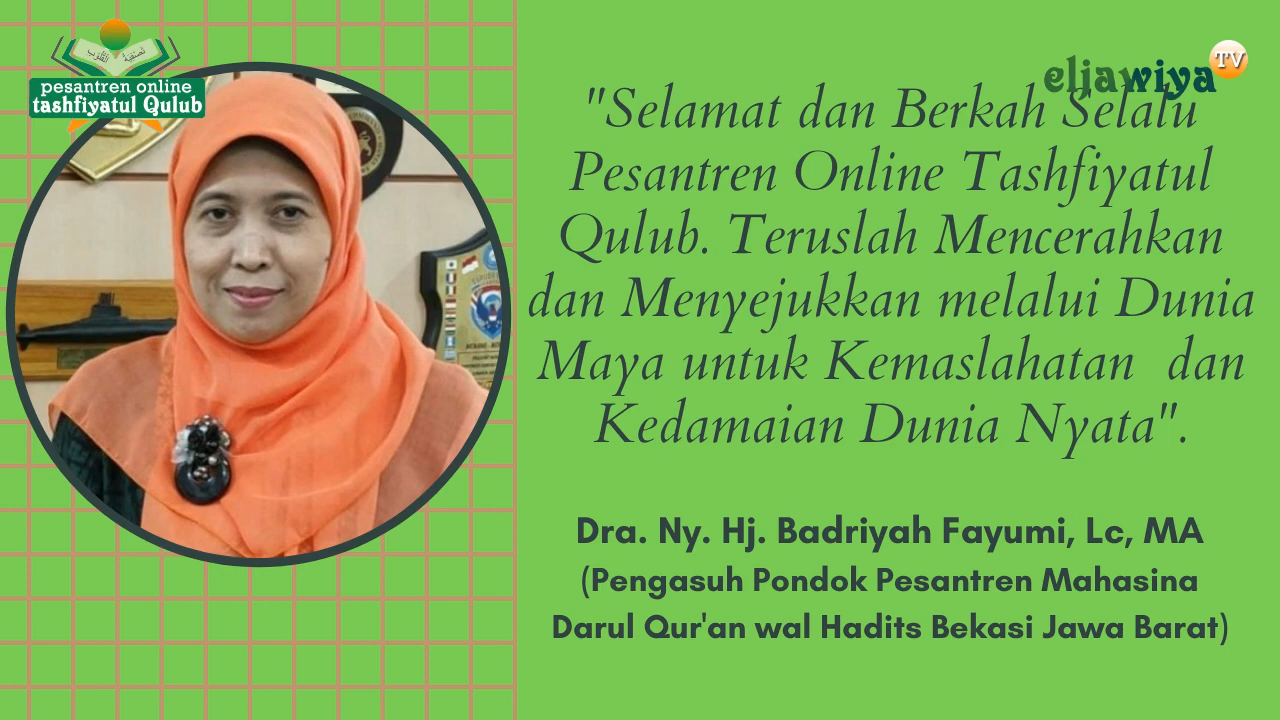 تصفية القلوب
pesantren online
tashfiyatul Qulub
eljawiya TV
"Selamat dan Berkah Selalu
Pesantren Online Tashfiyatul
Qulub. Teruslah Mencerahkan
dan Menyejukkan melalui Dunia
Maya untuk Kemaslahatan dan
Kedamaian Dunia Nyata".
Dra. Ny. Hj. Badriyah Fayumi, Lc, MA
(Pengasuh Pondok Pesantren Mahasina
Darul Qur'an wal Hadits Bekasi Jawa Barat)